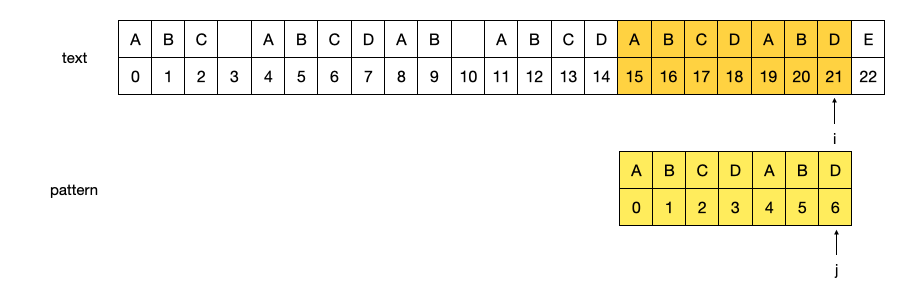 text A B C A B C D A B A B C D A B C D A B D E
0 1 2 3 4 5 6 7 8 9 10 11 12 13 14 15 16 17 18 19 20 21 22
i
pattern A B C D A B D
0 1 2 3 4 5 6
j